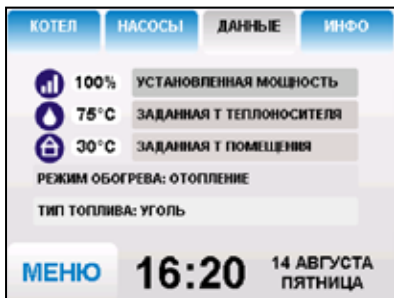 КОТЕЛ НАСОСЫ ДАННЫЕ ИНФО
100% УСТАНОВЛЕННАЯ МОЩНОСТЬ
75°C ЗАДАННАЯ Т ТЕПЛОНОСИТЕЛЯ
30°C ЗАДАННАЯ Т ПОМЕЩЕНИЯ
РЕЖИМ ОБОГРЕВА: ОТОПЛЕНИЕ
ТИП ТОПЛИВА: УГОЛЬ
МЕНЮ 16:20 14 АВГУСТА
ПЯТНИЦА